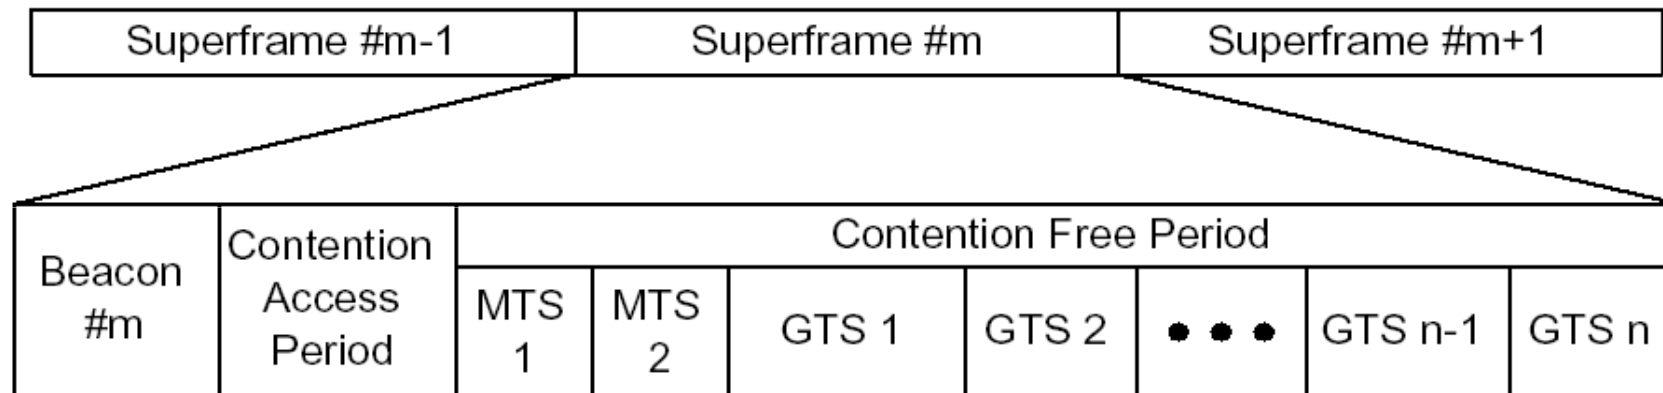 Superframe #m-1
Superframe #m
Superframe #m+1
Beacon
#m
Contention
Access
Period
Contention Free Period
MTS
1
MTS
2
GTS 1
GTS 2
● ● ●
GTS n-1
GTS n